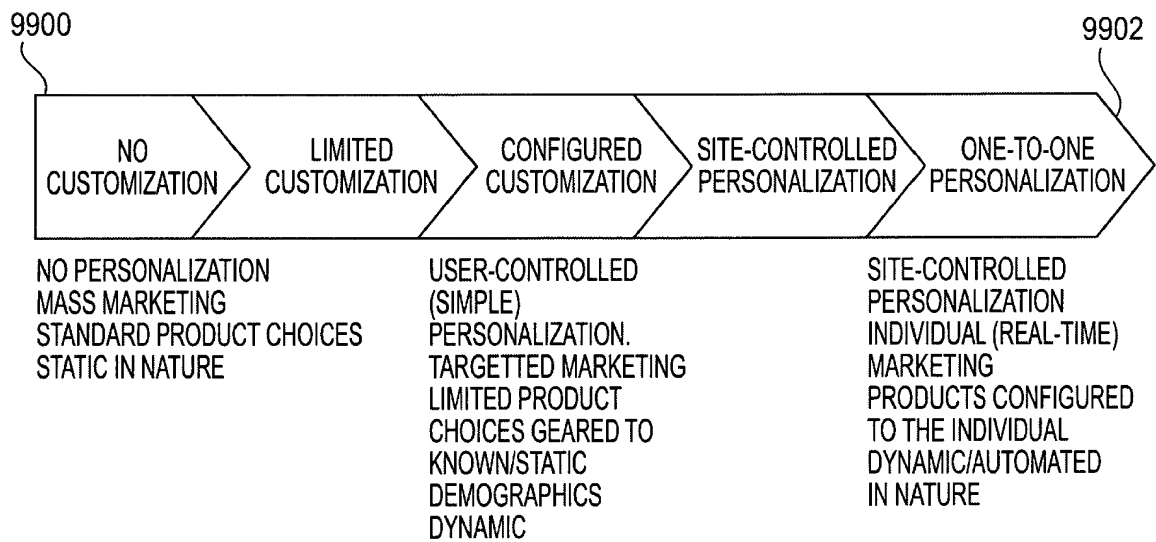 9900
9902
NO
CUSTOMIZATION
LIMITED
CUSTOMIZATION
CONFIGURED
CUSTOMIZATION
SITE-CONTROLLED
PERSONALIZATION
ONE-TO-ONE
PERSONALIZATION
NO PERSONALIZATION
MASS MARKETING
STANDARD PRODUCT CHOICES
STATIC IN NATURE
USER-CONTROLLED
(SIMPLE)
PERSONALIZATION.
TARGETTED MARKETING
LIMITED PRODUCT
CHOICES GEARED TO
KNOWN/STATIC
DEMOGRAPHICS
DYNAMIC
SITE-CONTROLLED
PERSONALIZATION
INDIVIDUAL (REAL-TIME)
MARKETING
PRODUCTS CONFIGURED
TO THE INDIVIDUAL
DYNAMIC/AUTOMATED
IN NATURE